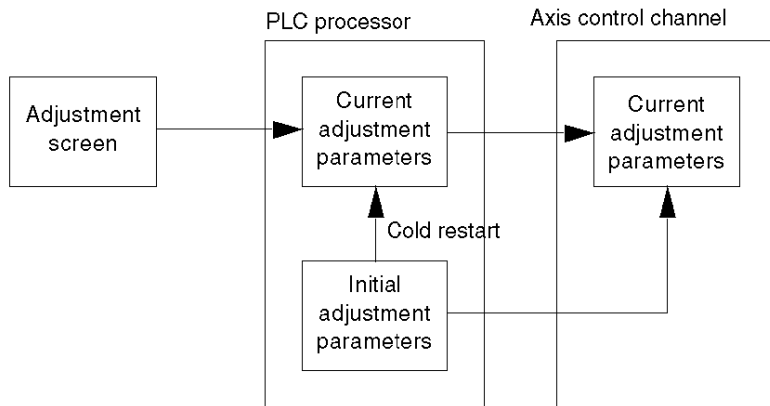 PLC processor
Axis control channel
Adjustment
screen
Current
adjustment
parameters
Current
adjustment
parameters
Cold restart
Initial
adjustment
parameters